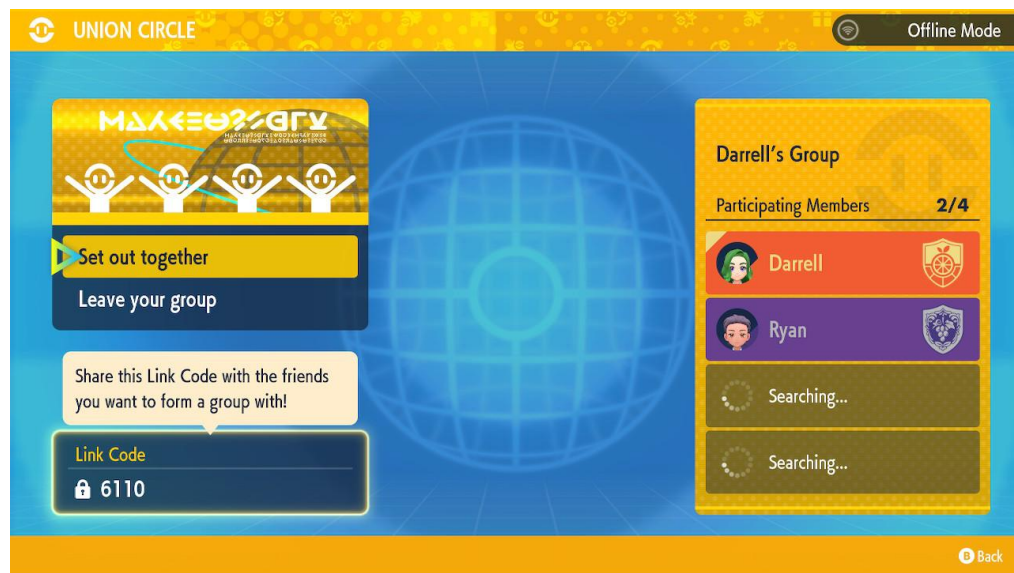 UNION CIRCLE
Offline Mode
Set out together
Leave your group
Share this Link Code with the friends
you want to form a group with!
Link Code
6110
Darrell's Group
Participating Members 2/4
Darrell
Ryan
Searching...
Searching...
B Back